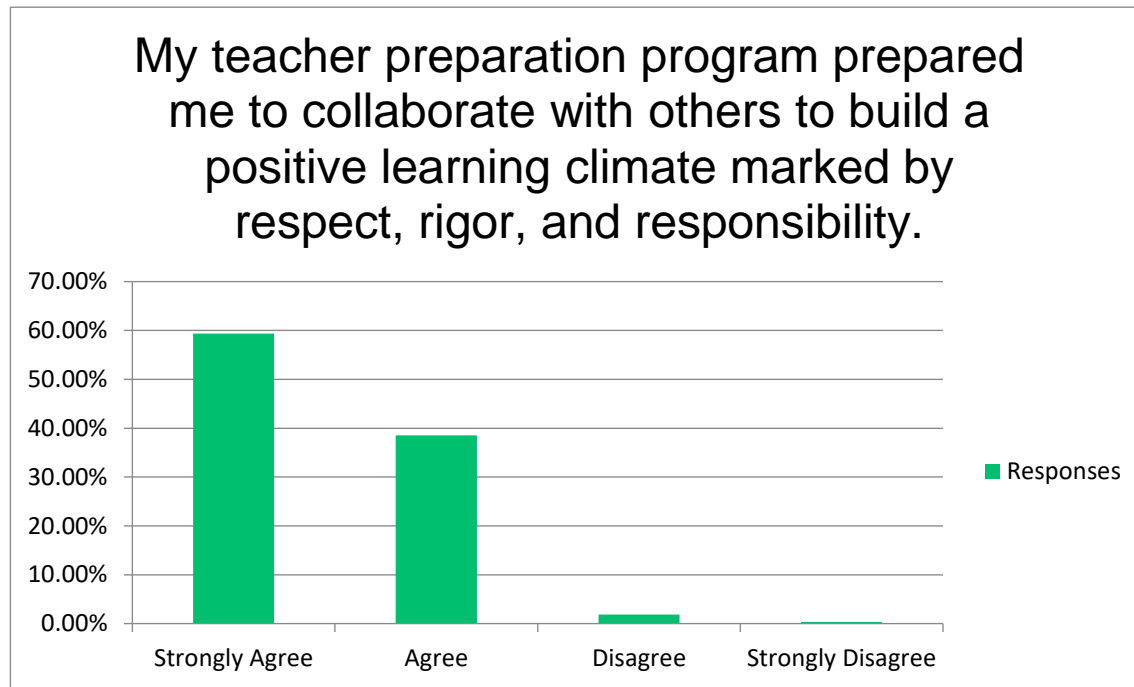 My teacher preparation program prepared
me to collaborate with others to build a
positive learning climate marked by
respect, rigor, and responsibility.
70.00%
60.00%
50.00%
40.00%
30.00%
20.00%
10.00%
0.00%
Strongly Agree
Agree
Disagree
Strongly Disagree
Responses